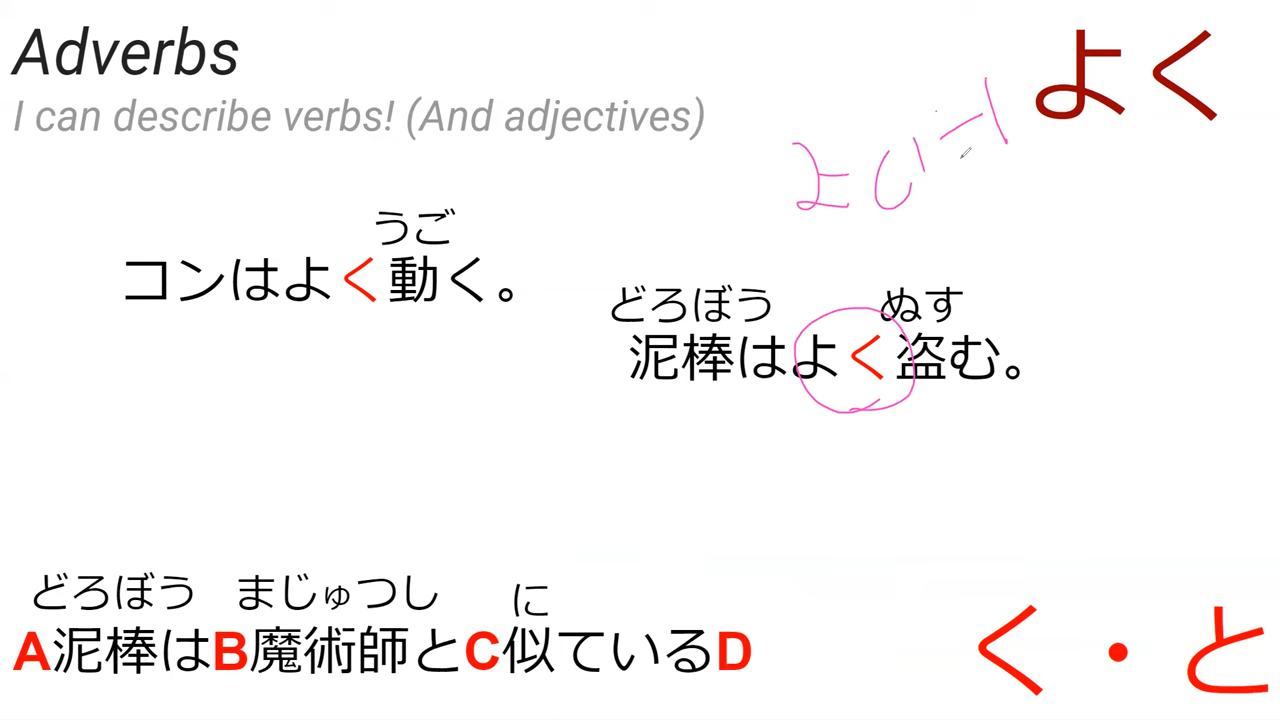 Adverbs
I can describe verbs! (And adjectives)
よく
うご
コンはよく動く。
どろぼう ぬす
泥棒はよく盗む。
どろぼう まじゅつし に
A泥棒はB魔術師とC似ているD
く・と